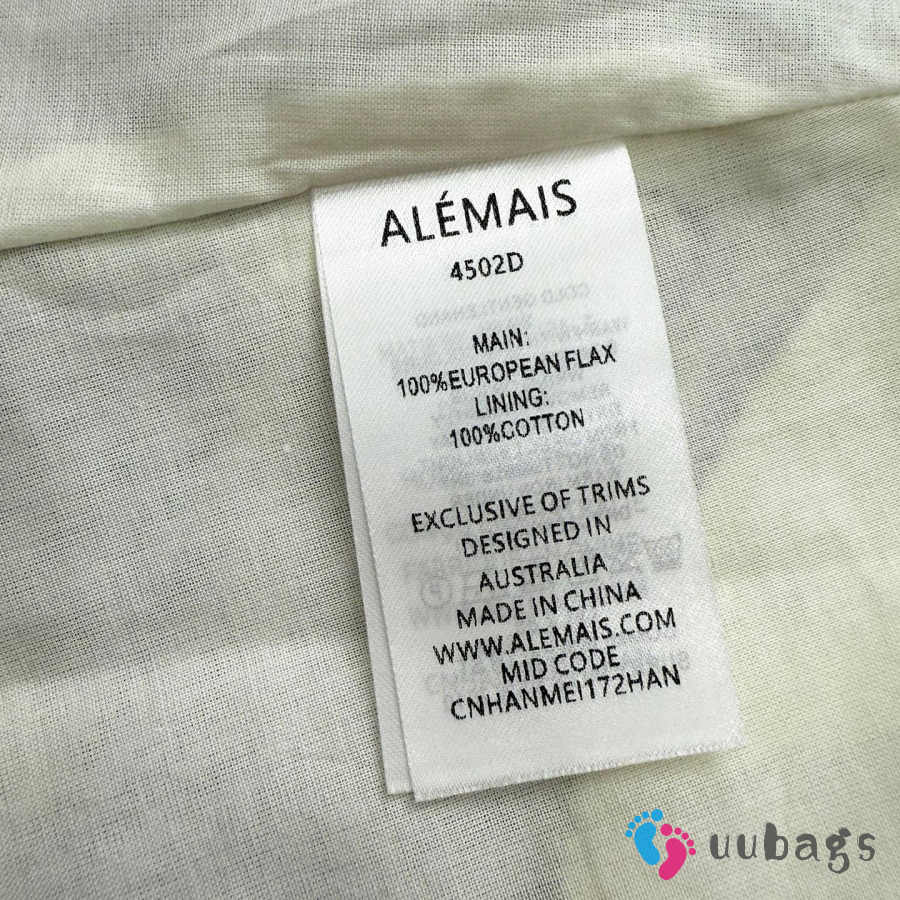 ALÉMAIS
4502D
MAIN:
100%EUROPEAN FLAX
LINING:
100%COTTON
EXCLUSIVE OF TRIMS
DESIGNED IN
AUSTRALIA
MADE IN CHINA
WWW.ALEMAIS.COM
MID CODE
CNHANMEI172HAN
uubags